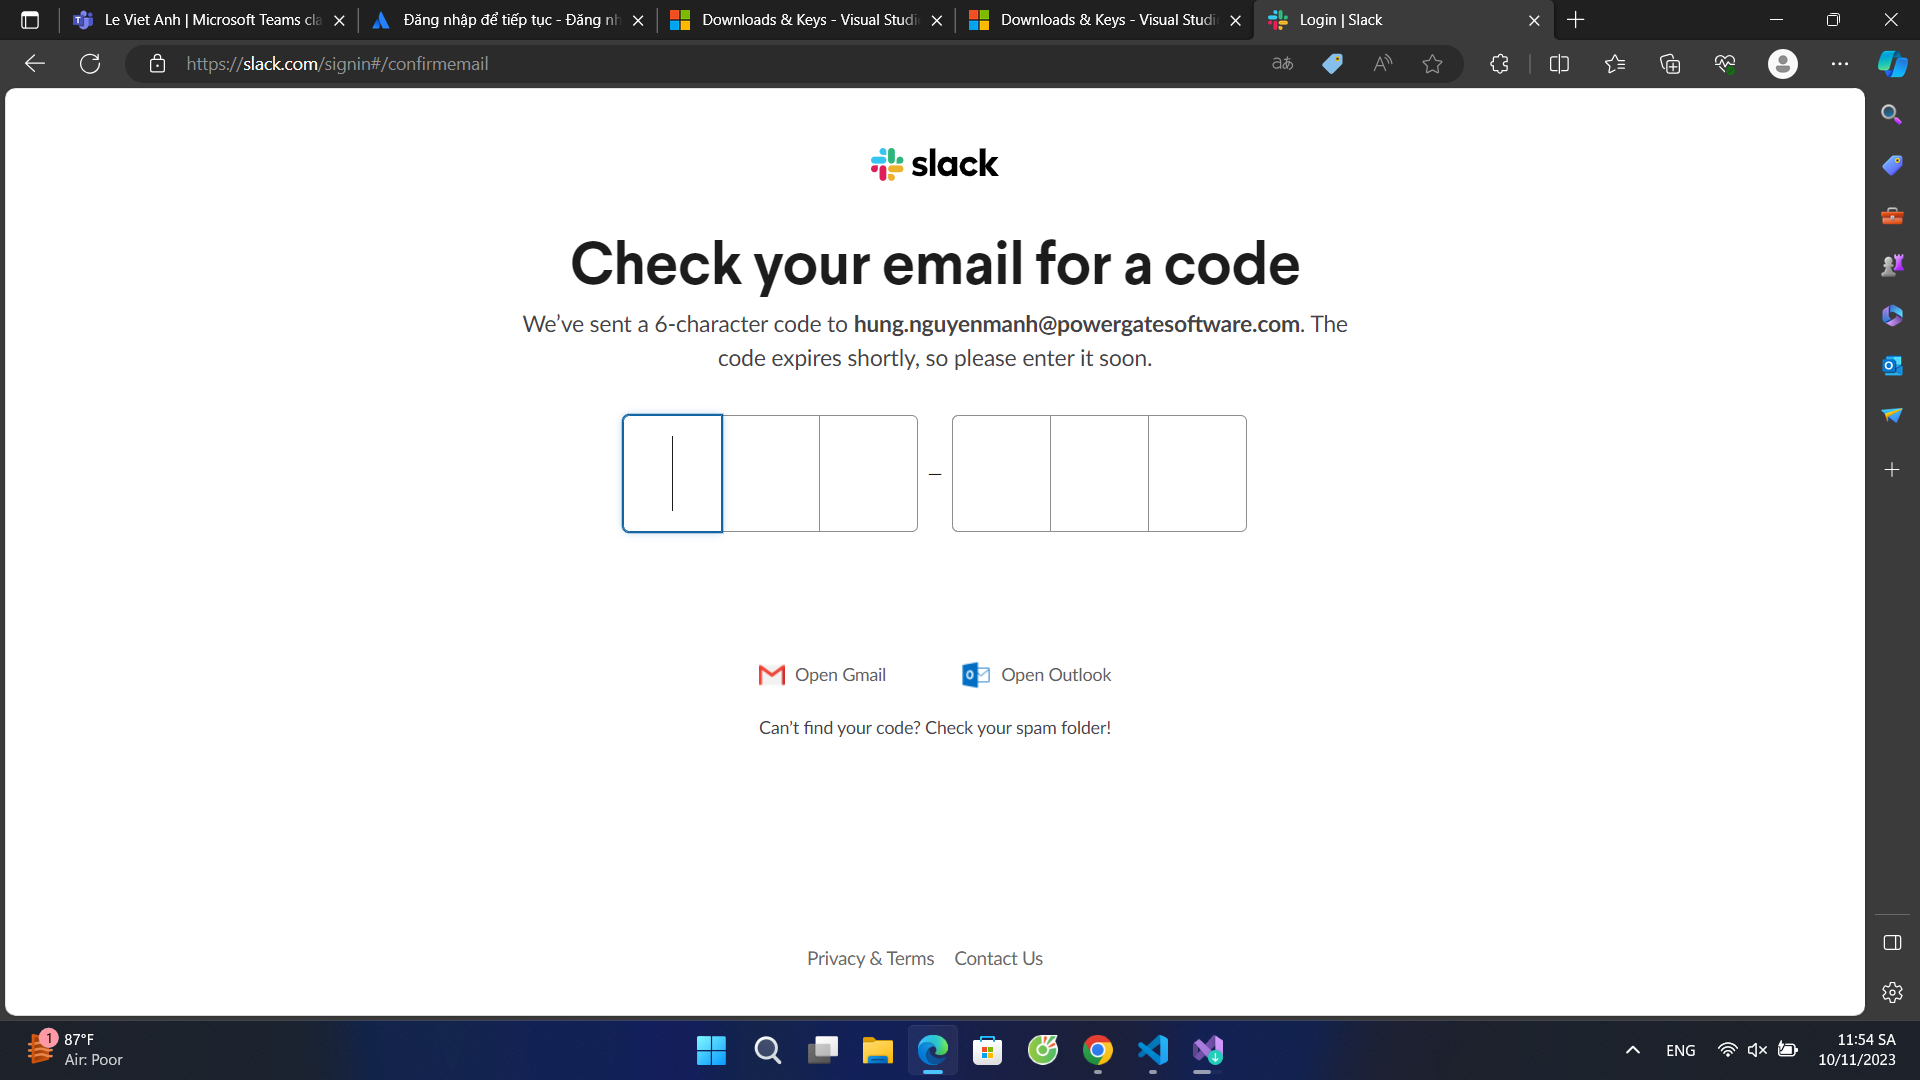 Le Viet Anh | Microsoft Teams cla
Đăng nhập để tiếp tục - Đăng nh
Downloads & Keys - Visual Studi
Downloads & Keys - Visual Studi
Login | Slack
https://slack.com/signin#/confirmemail
slack
Check your email for a code
We’ve sent a 6-character code to hung.nguyenmanh@powergatesoftware.com. The
code expires shortly, so please enter it soon.
–
Open Gmail
Open Outlook
Can’t find your code? Check your spam folder!
Privacy & Terms
Contact Us
1
87°F
Air: Poor
ENG
11:54 SA
10/11/2023